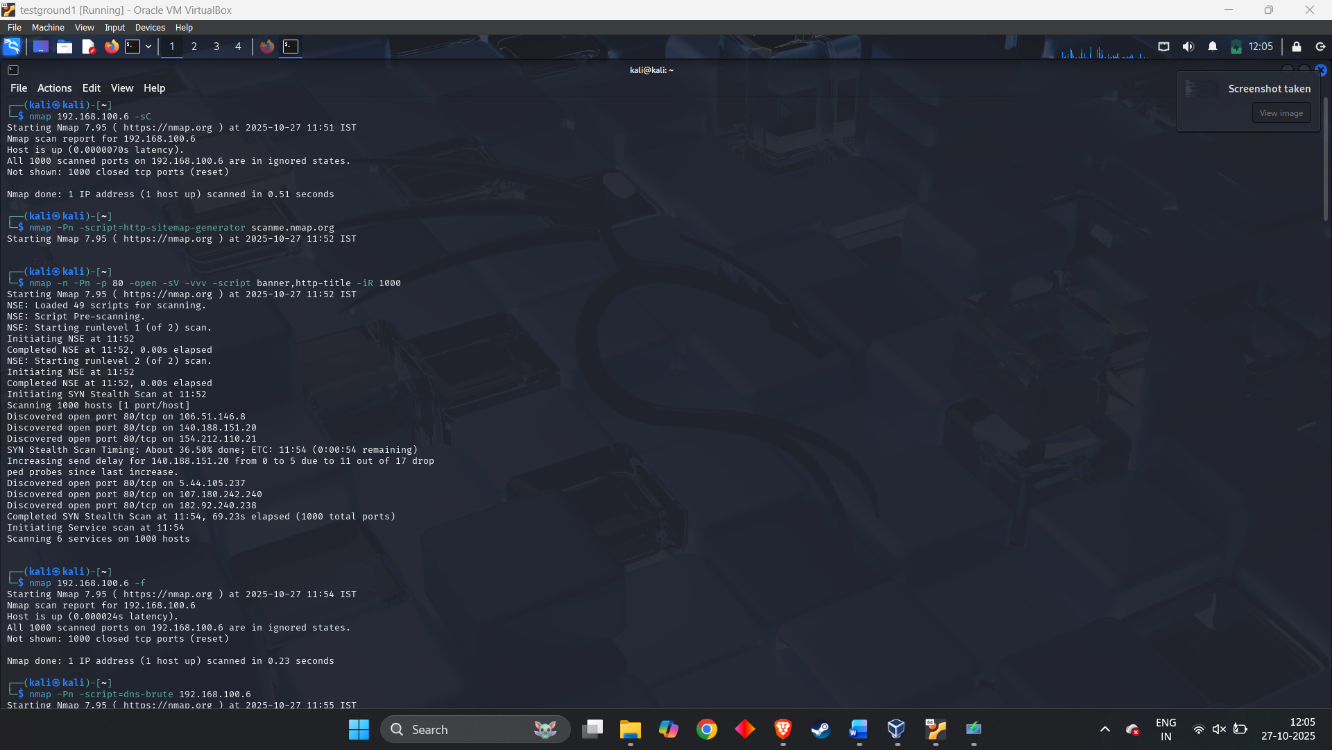 testground1 [Running] - Oracle VM VirtualBox
File Machine View Input Devices Help
1 2 3 4 12:05
kali@kali: ~
File Actions Edit View Help
Screenshot taken
View image
┌──(kali㉿kali)-[~]
└─$ nmap 192.168.100.6 -sC
Starting Nmap 7.95 ( https://nmap.org ) at 2025-10-27 11:51 IST
Nmap scan report for 192.168.100.6
Host is up (0.0000070s latency).
All 1000 scanned ports on 192.168.100.6 are in ignored states.
Not shown: 1000 closed tcp ports (reset)
Nmap done: 1 IP address (1 host up) scanned in 0.51 seconds
┌──(kali㉿kali)-[~]
└─$ nmap -Pn -script=http-sitemap-generator scanme.nmap.org
Starting Nmap 7.95 ( https://nmap.org ) at 2025-10-27 11:52 IST
┌──(kali㉿kali)-[~]
└─$ nmap -n -Pn -p 80 -open -sV -vvv -script banner,http-title -iR 1000
Starting Nmap 7.95 ( https://nmap.org ) at 2025-10-27 11:52 IST
NSE: Loaded 49 scripts for scanning.
NSE: Script Pre-scanning.
NSE: Starting runlevel 1 (of 2) scan.
Initiating NSE at 11:52
Completed NSE at 11:52, 0.00s elapsed
NSE: Starting runlevel 2 (of 2) scan.
Initiating NSE at 11:52
Completed NSE at 11:52, 0.00s elapsed
Initiating SYN Stealth Scan at 11:52
Scanning 1000 hosts [1 port/host]
Discovered open port 80/tcp on 106.51.146.8
Discovered open port 80/tcp on 140.188.151.20
Discovered open port 80/tcp on 154.212.110.21
SYN Stealth Scan Timing: About 36.50% done; ETC: 11:54 (0:00:54 remaining)
Increasing send delay for 140.188.151.20 from 0 to 5 due to 11 out of 17 drop
ped probes since last increase.
Discovered open port 80/tcp on 5.44.105.237
Discovered open port 80/tcp on 107.180.242.240
Discovered open port 80/tcp on 182.92.240.238
Completed SYN Stealth Scan at 11:54, 69.23s elapsed (1000 total ports)
Initiating Service scan at 11:54
Scanning 6 services on 1000 hosts
┌──(kali㉿kali)-[~]
└─$ nmap 192.168.100.6 -f
Starting Nmap 7.95 ( https://nmap.org ) at 2025-10-27 11:54 IST
Nmap scan report for 192.168.100.6
Host is up (0.000024s latency).
All 1000 scanned ports on 192.168.100.6 are in ignored states.
Not shown: 1000 closed tcp ports (reset)
Nmap done: 1 IP address (1 host up) scanned in 0.23 seconds
┌──(kali㉿kali)-[~]
└─$ nmap -Pn -script=dns-brute 192.168.100.6
Starting Nmap 7.95 ( https://nmap.org ) at 2025-10-27 11:55 IST
Search
ENG
IN
12:05
27-10-2025